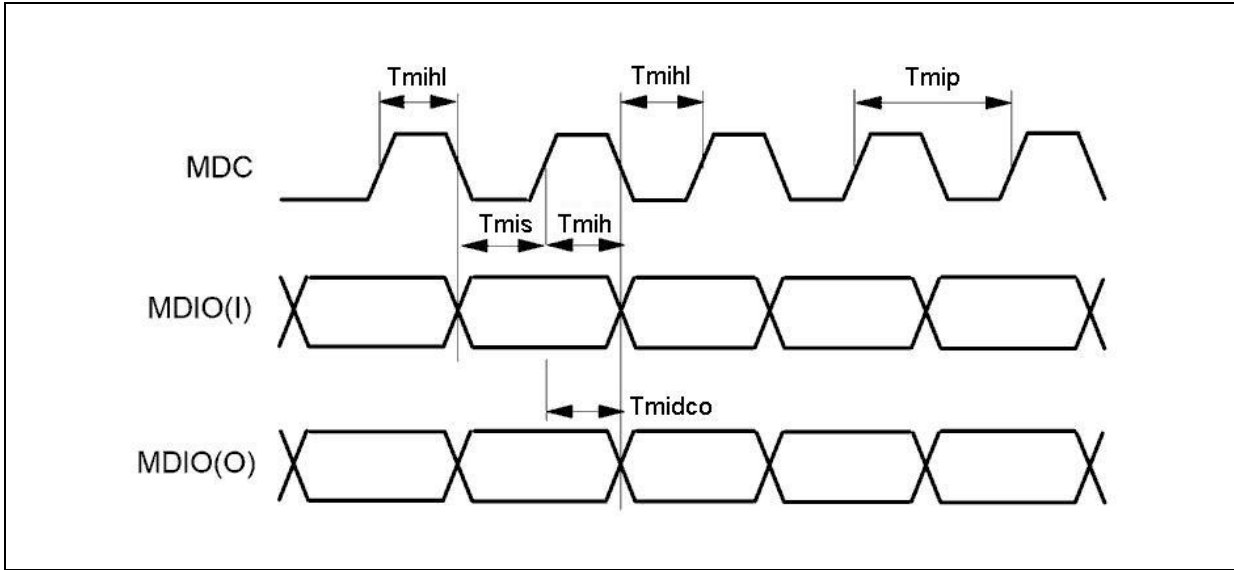 Tmihl Tmihl Tmip
MDC
Tmis Tmih
MDIO(I)
Tmidco
MDIO(O)